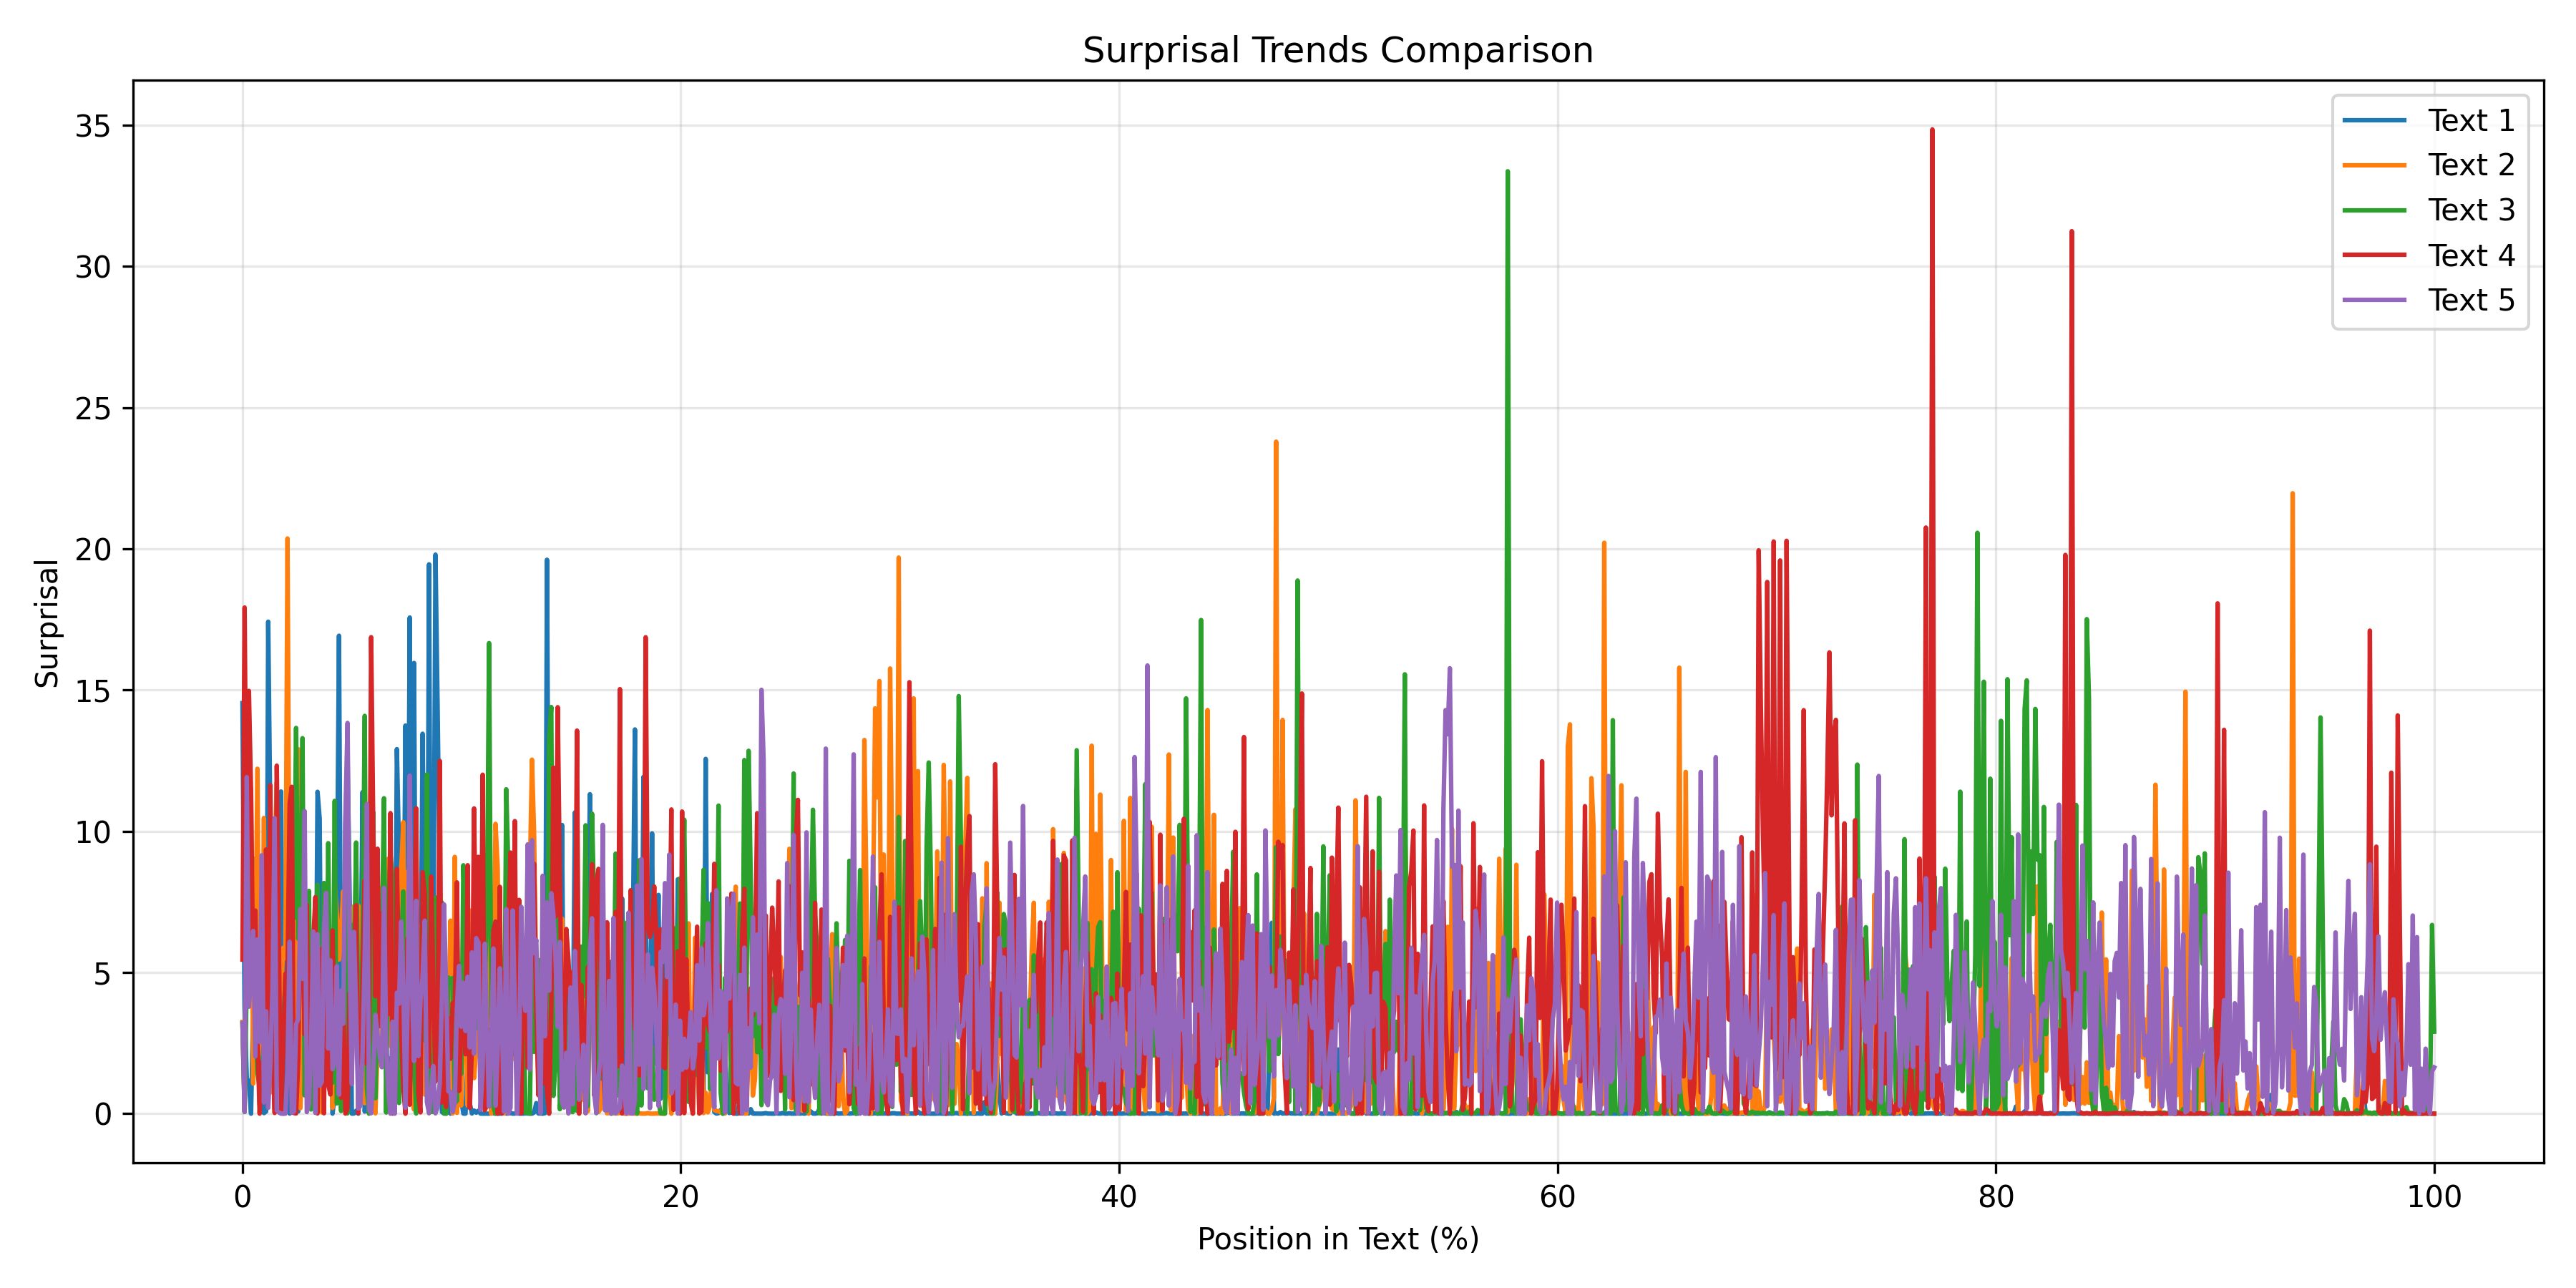 Surprisal Trends Comparison
35
30
25
20
15
10
5
0
Surprisal
0 20 40 60 80 100
Position in Text (%)
Text 1
Text 2
Text 3
Text 4
Text 5